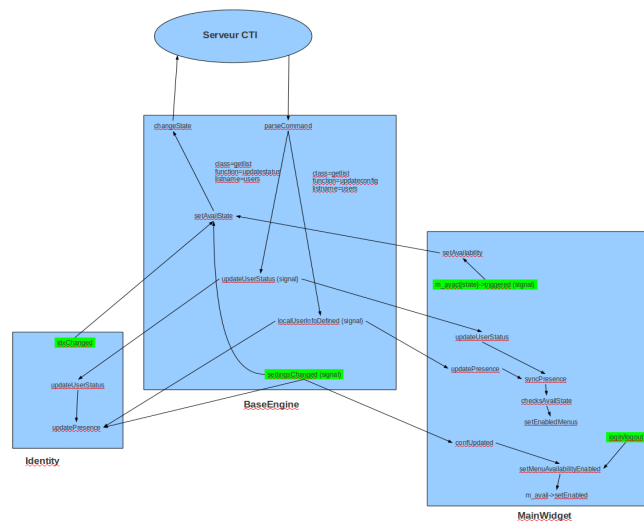 Serveur CTI
changeState
parseCommand
class=getlist
function=updatestatus
listname=users
class=getlist
function=updateconfig
listname=users
setAvailState
setAvailability
updateUserStatus (signal)
m_avact[state]->triggered (signal)
localUserInfoDefined (signal)
idxChanged
updateUserStatus
updatePresence
settingsChanged (signal)
syncPresence
updateUserStatus
checksAvailState
BaseEngine
setEnabledMenus
updatePresence
confUpdated
login/logout
Identity
setMenuAvailabilityEnabled
m_avail->setEnabled
MainWidget